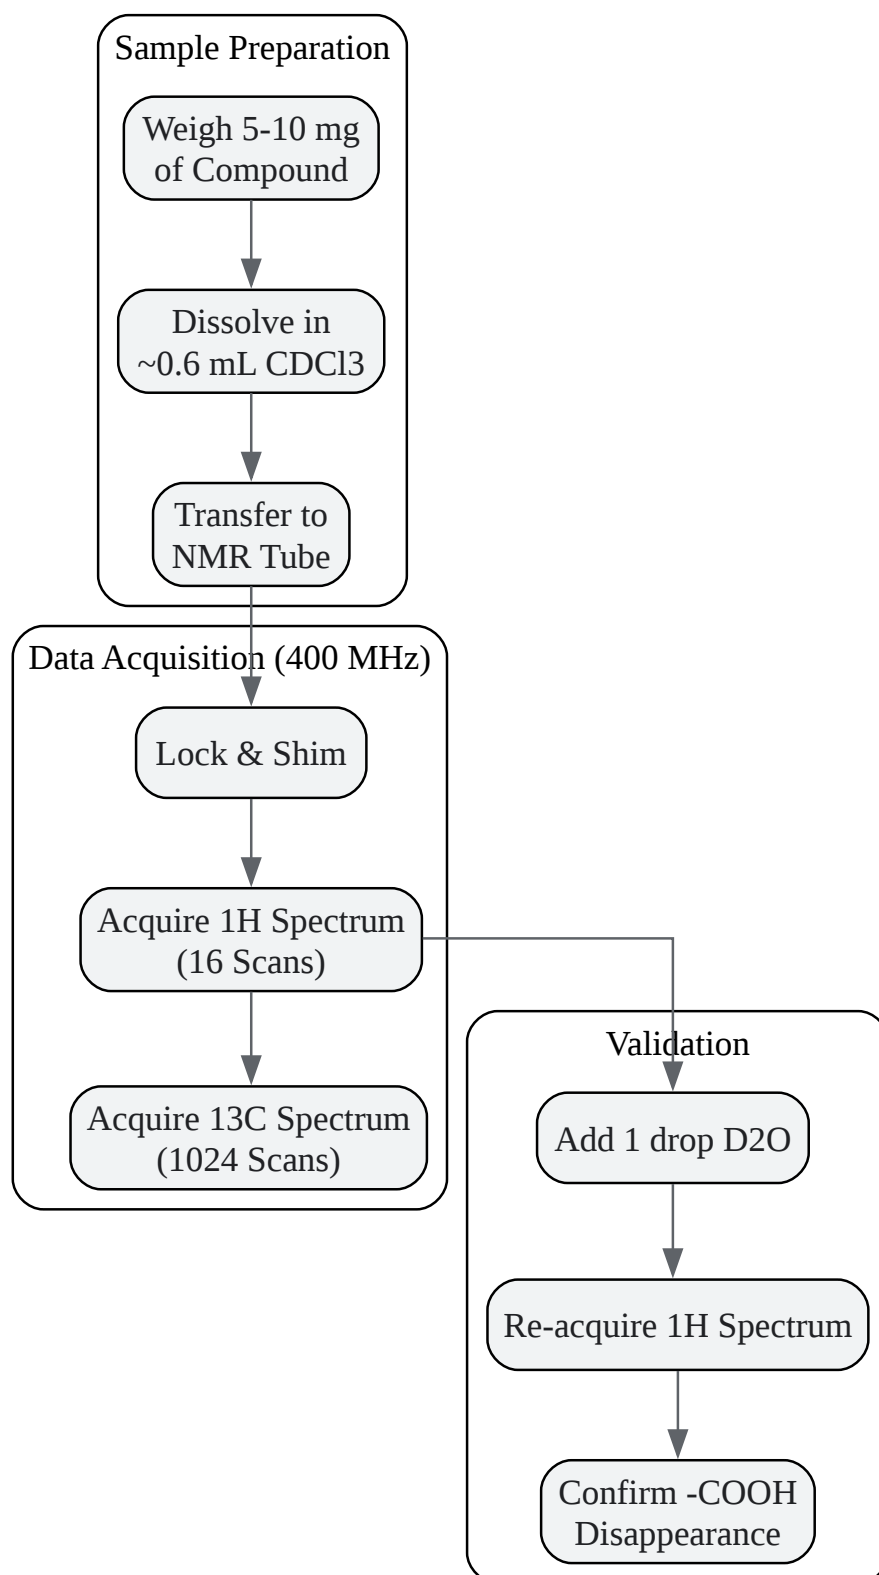 Sample Preparation
Weigh 5-10 mg
of Compound
Dissolve in
~0.6 mL CDCl3
Transfer to
NMR Tube
Data Acquisition (400 MHz)
Lock & Shim
Acquire 1H Spectrum
(16 Scans)
Acquire 13C Spectrum
(1024 Scans)
Validation
Add 1 drop D2O
Re-acquire 1H Spectrum
Confirm -COOH
Disappearance